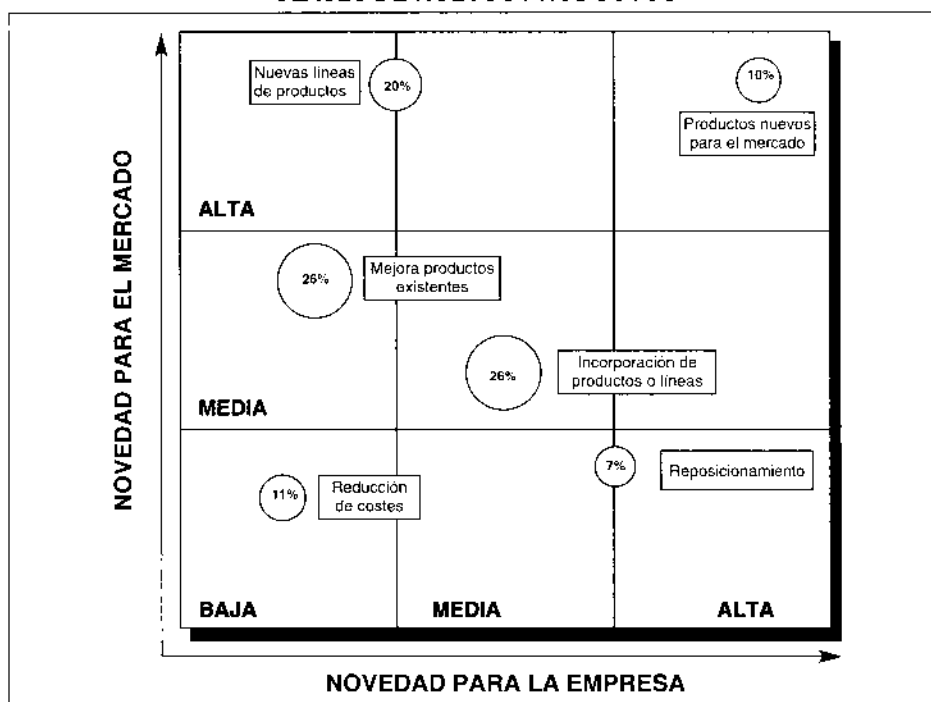 NOVEDAD PARA EL MERCADO
Nuevas líneas
de productos
20%
10%
Productos nuevos
para el mercado
ALTA
26%
Mejora productos
existentes
26%
Incorporación de
productos o líneas
MEDIA
11%
Reducción
de costes
7%
Reposicionamiento
BAJA
MEDIA
ALTA
NOVEDAD PARA LA EMPRESA